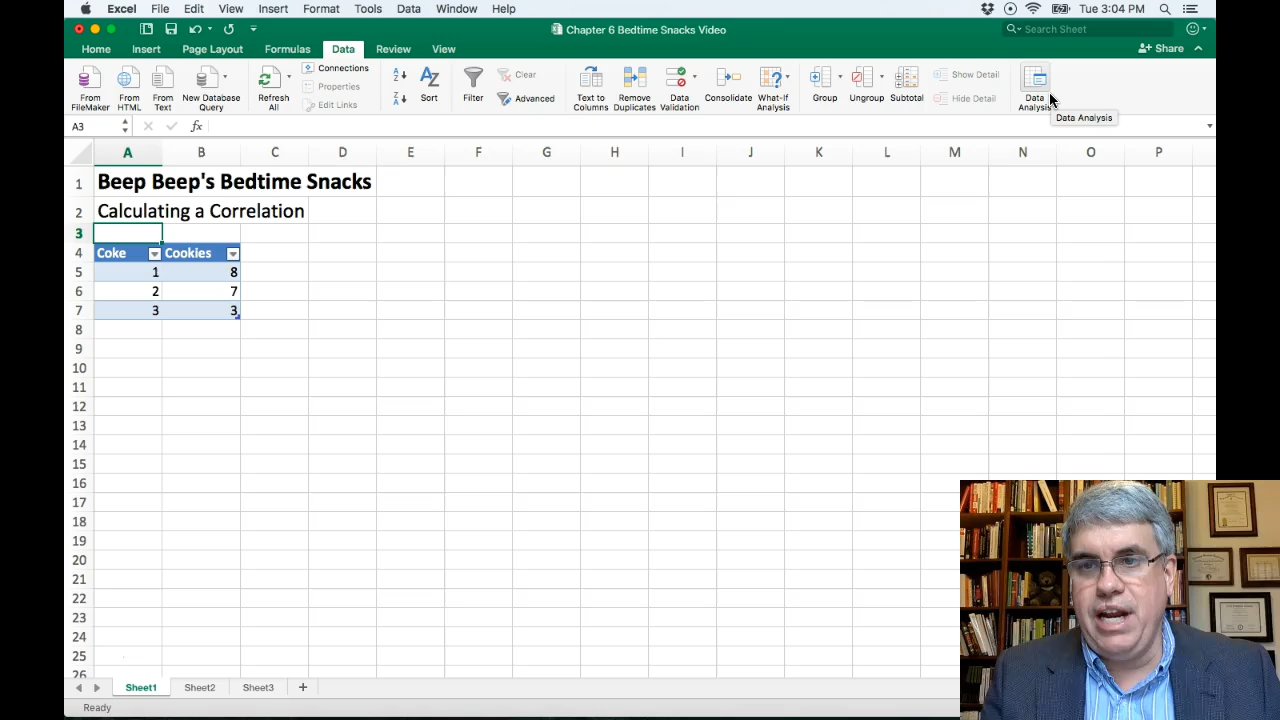 Excel File Edit View Insert Format Tools Data Window Help Tue 3:04 PM
Chapter 6 Bedtime Snacks Video Search Sheet
Home Insert Page Layout Formulas Data Review View Share
From FileMaker From HTML From Text New Database Query Refresh All Connections Properties Edit Links Sort Filter Clear Advanced Text to Columns Remove Duplicates Data Validation Consolidate What-If Analysis Group Ungroup Subtotal Show Detail Hide Detail Data Analysis
Data Analysis
A3 fx
A B C D E F G H I J K L M N O P
1 Beep Beep's Bedtime Snacks
2 Calculating a Correlation
3
4 Coke Cookies
5 1 8
6 2 7
7 3 3
8
9
10
11
12
13
14
15
16
17
18
19
20
21
22
23
24
25
26
Sheet1 Sheet2 Sheet3 +
Ready